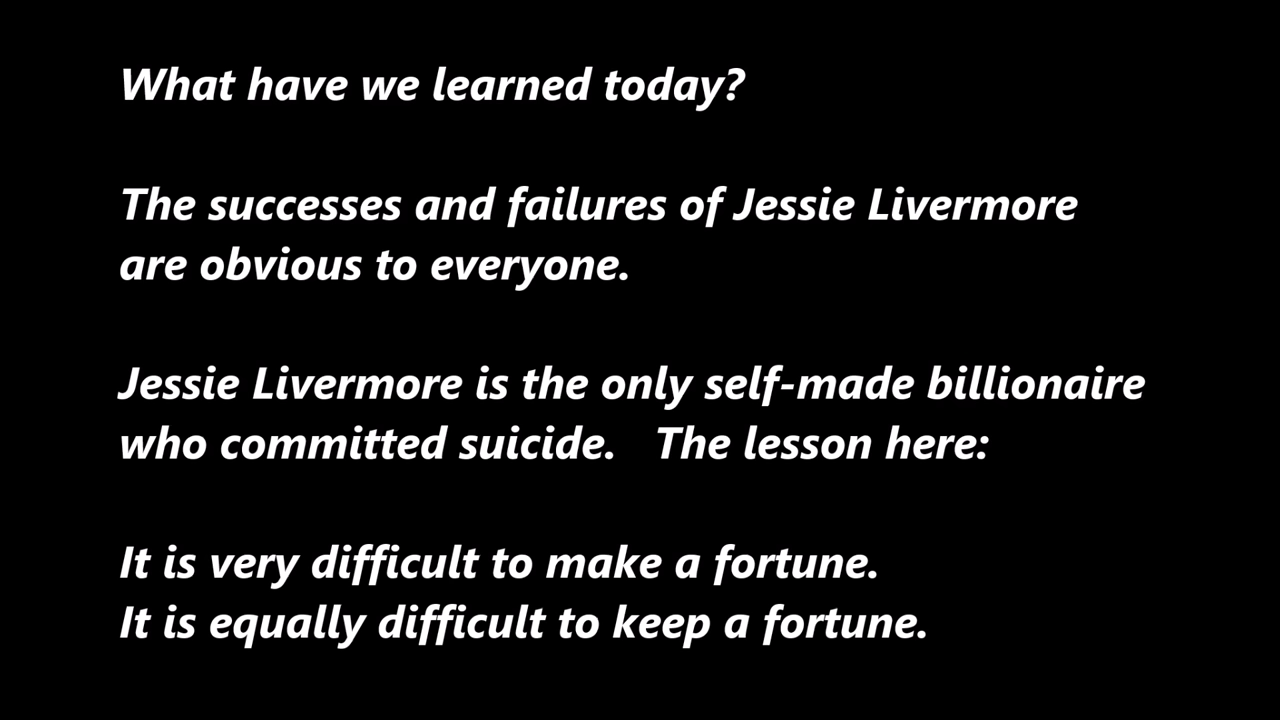 What have we learned today?
The successes and failures of Jessie Livermore
are obvious to everyone.
Jessie Livermore is the only self-made billionaire
who committed suicide. The lesson here:
It is very difficult to make a fortune.
It is equally difficult to keep a fortune.